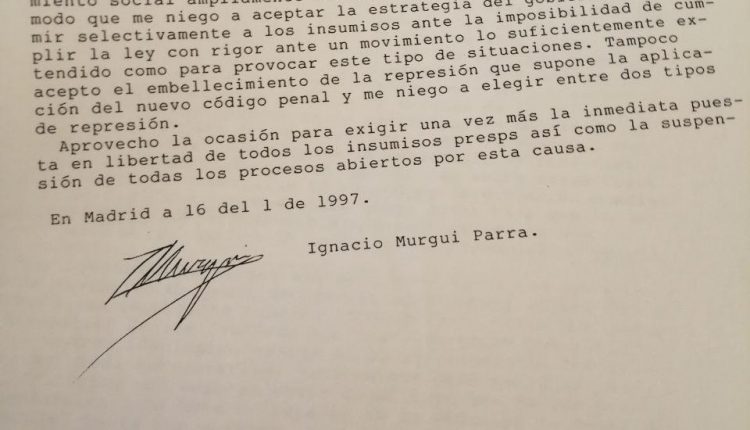 miento social ampliamente
modo que me niego a aceptar la estrategia del
mir selectivamente a los insumisos ante la imposibilidad de cum-
plir la ley con rigor ante un movimiento lo suficientemente ex-
tendido como para provocar este tipo de situaciones. Tampoco
acepto el embellecimiento de la represión que supone la aplica-
ción del nuevo código penal y me niego a elegir entre dos tipos
de represión.
Aprovecho la ocasión para exigir una vez más la inmediata pues-
ta en libertad de todos los insumisos presps así como la suspen-
sión de todas los procesos abiertos por esta causa.
En Madrid a 16 del 1 de 1997.
Ignacio Murgui Parra.
Murgui